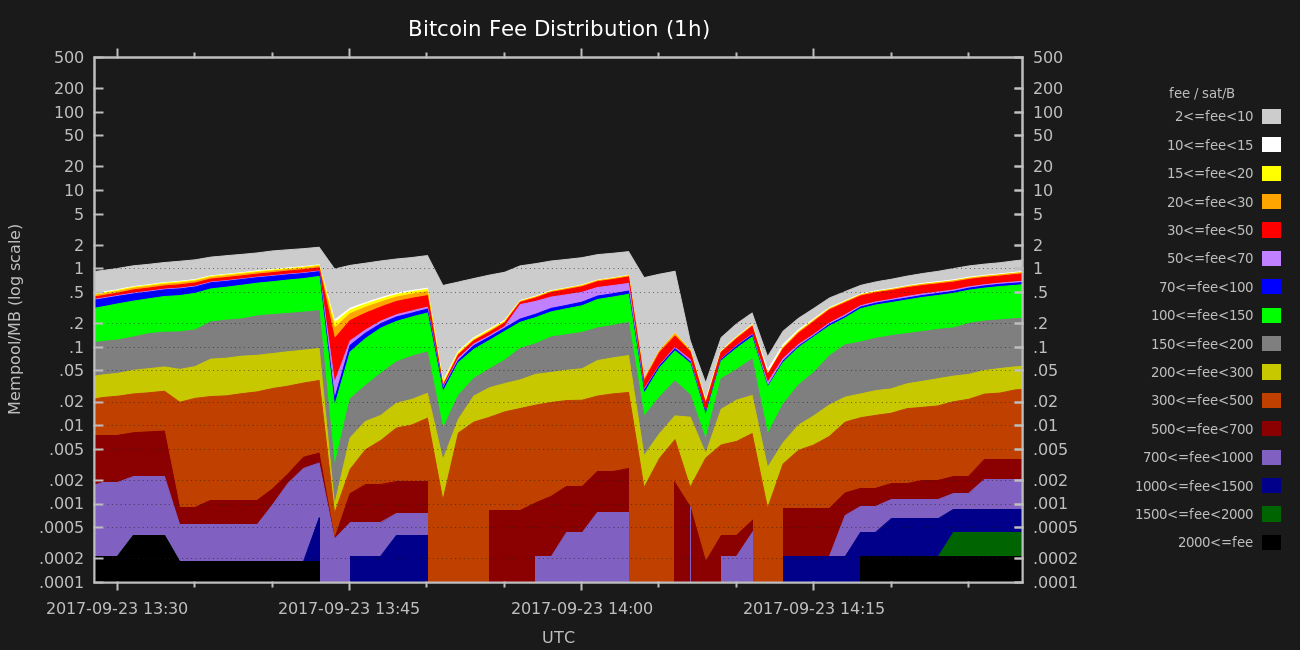 Bitcoin Fee Distribution (1h)
500 500
200 200
100 100
50 50
20 20
10 10
5 5
2 2
1 1
.5 .5
.2 .2
.1 .1
.05 .05
.02 .02
.01 .01
.005 .005
.002 .002
.001 .001
.0005 .0005
.0002 .0002
.0001 .0001
Mempool/MB (log scale)
2017-09-23 13:30 2017-09-23 13:45 2017-09-23 14:00 2017-09-23 14:15
UTC
fee / sat/B
2<=fee<10
10<=fee<15
15<=fee<20
20<=fee<30
30<=fee<50
50<=fee<70
70<=fee<100
100<=fee<150
150<=fee<200
200<=fee<300
300<=fee<500
500<=fee<700
700<=fee<1000
1000<=fee<1500
1500<=fee<2000
2000<=fee